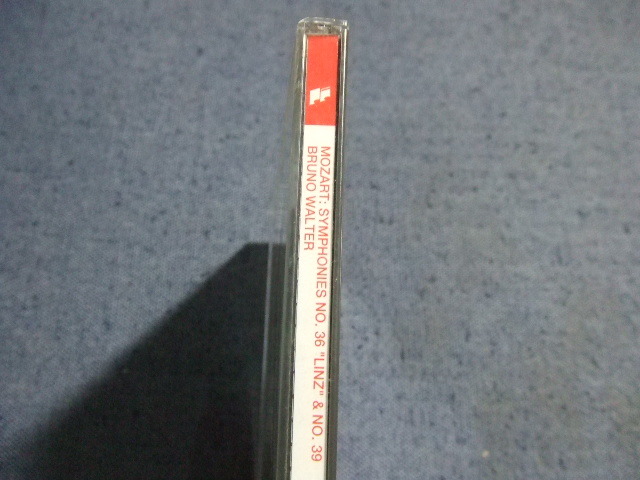 MOZART: SYMPHONIES NO. 36 "LINZ" & NO. 39
BRUNO WALTER